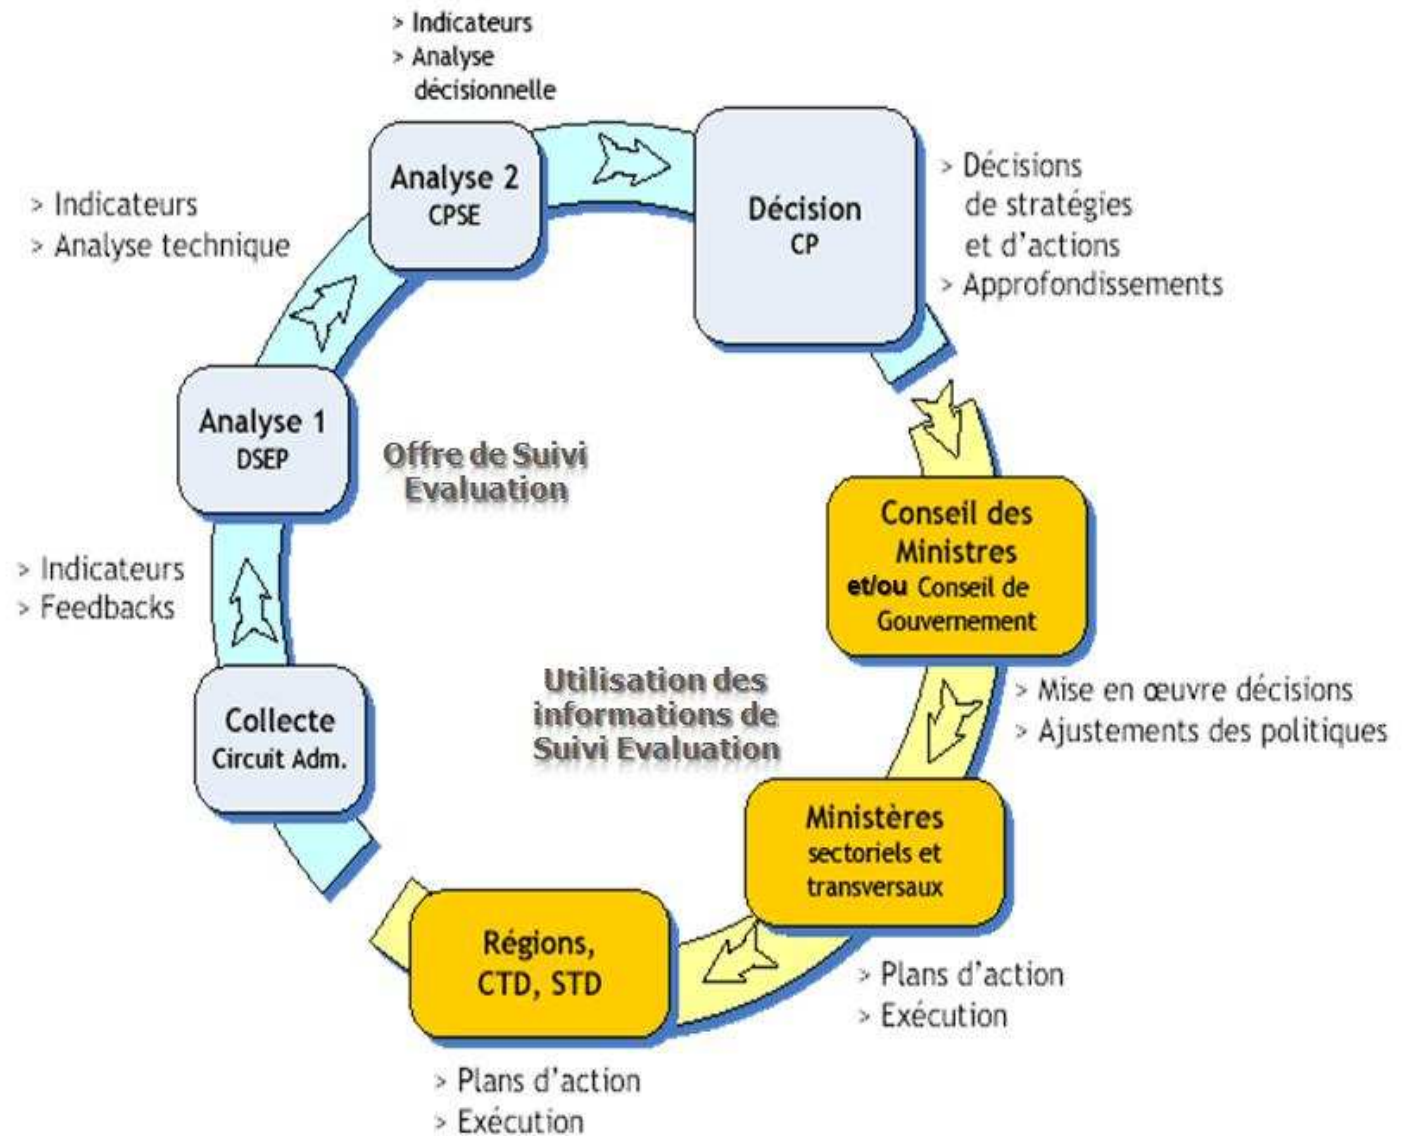 > Indicateurs
> Analyse
décisionnelle
Analyse 2
CPSE
Décision
CP
> Décisions
de stratégies
et d'actions
> Approfondissements
> Indicateurs
> Analyse technique
Analyse 1
DSEP
Offre de Suivi
Evaluation
Conseil des
Ministres
et/ou Conseil de
Gouvernement
> Indicateurs
> Feedbacks
Collecte
Circuit Adm.
Utilisation des
informations de
Suivi Evaluation
> Mise en œuvre décisions
> Ajustements des politiques
Ministères
sectoriels et
transversaux
Régions,
CTD, STD
> Plans d'action
> Exécution
> Plans d'action
> Exécution